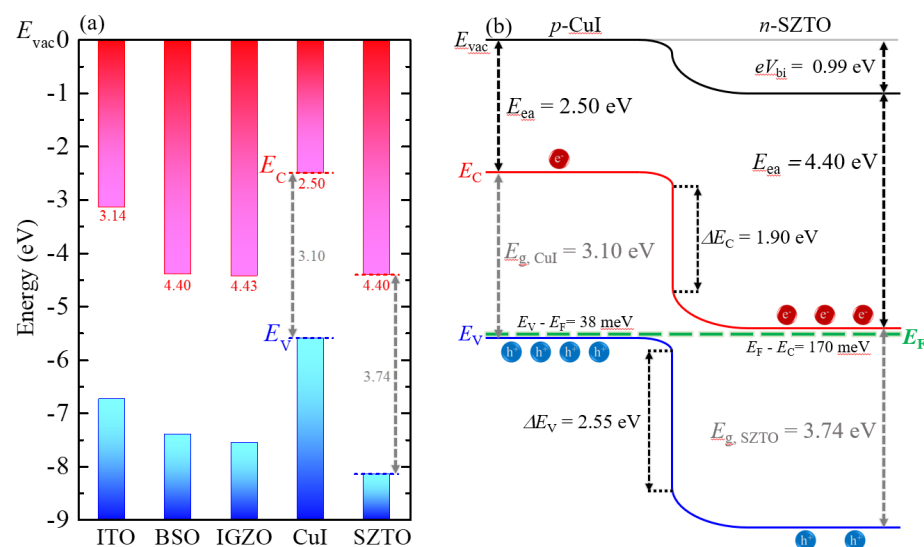 (a)
E_vac
0
-1
-2
-3
-4
-5
-6
-7
-8
-9
Energy (eV)
E_C
2.50
3.14
3.10
4.40
4.43
4.40
E_V
3.74
ITO BSO IGZO CuI SZTO
(b)
p-CuI
n-SZTO
E_vac
eV_bi = 0.99 eV
E_ea = 2.50 eV
E_ea = 4.40 eV
e-
E_C
ΔE_C = 1.90 eV
E_g, CuI = 3.10 eV
e- e- e-
E_V - E_F= 38 meV
E_V
E_F
E_F - E_C= 170 meV
h+ h+ h+ h+
ΔE_V = 2.55 eV
E_g, SZTO = 3.74 eV
h+ h+